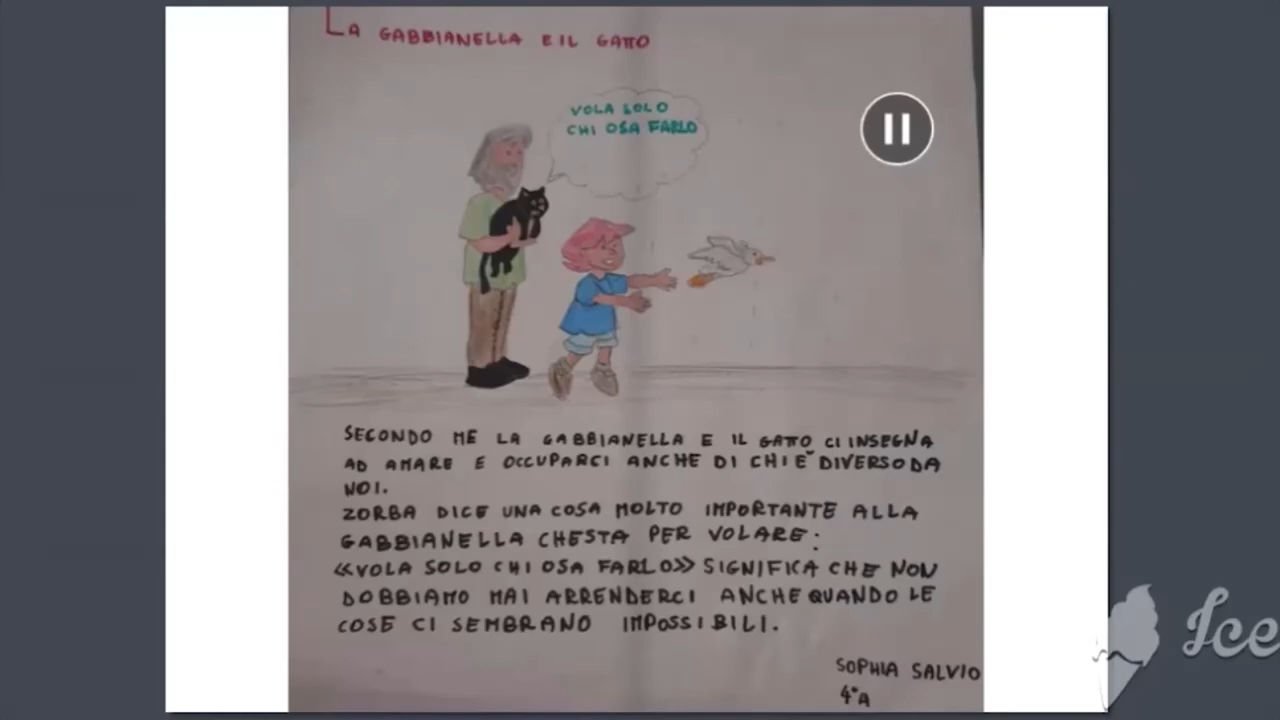 LA GABBIANELLA E IL GATTO
VOLA SOLO
CHI OSA FARLO
SECONDO ME LA GABBIANELLA E IL GATTO CI INSEGNA
AD AMARE E OCCUPARCI ANCHE DI CHI E' DIVERSO DA
NOI.
ZORBA DICE UNA COSA MOLTO IMPORTANTE ALLA
GABBIANELLA CHESTA PER VOLARE:
«VOLA SOLO CHI OSA FARLO» SIGNIFICA CHE NON
DOBBIAMO MAI ARRENDERCI ANCHE QUANDO LE
COSE CI SEMBRANO IMPOSSIBILI.
SOPHIA SALVIO
4°A
Ice